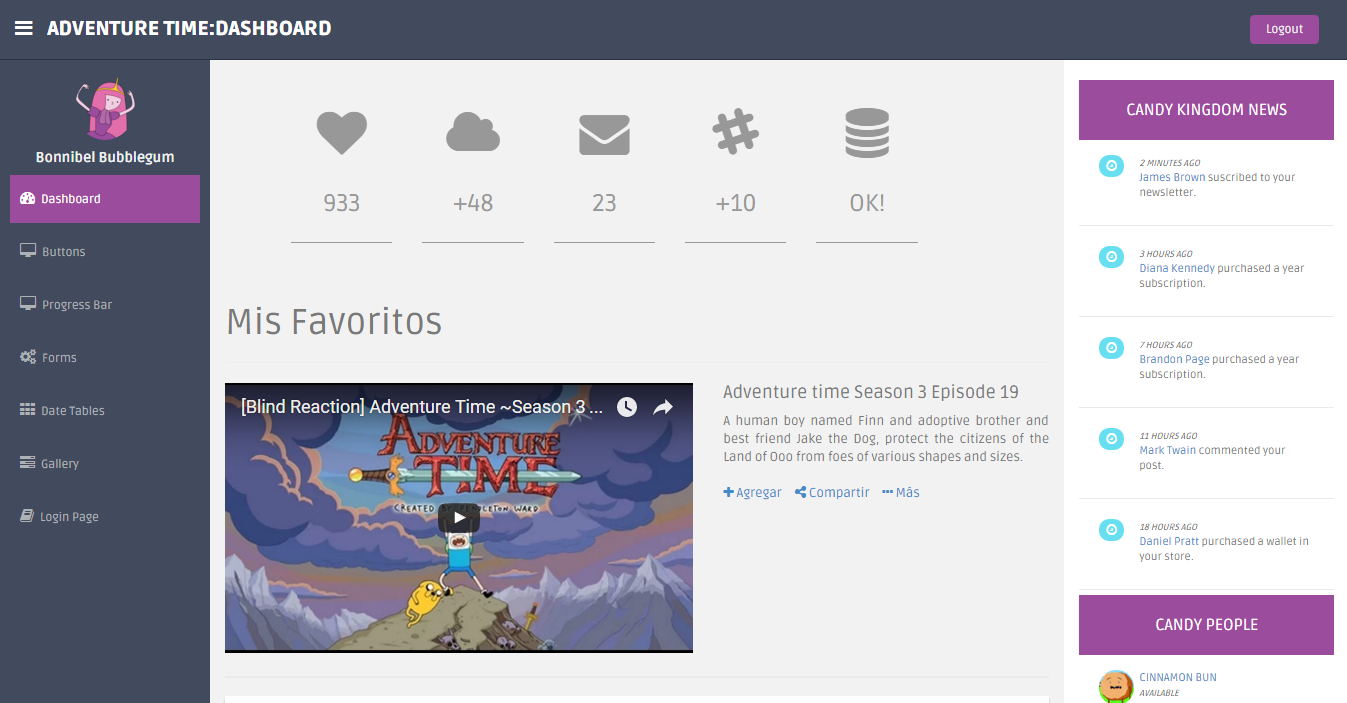 ADVENTURE TIME:DASHBOARD
Logout
Bonnibel Bubblegum
Dashboard
Buttons
Progress Bar
Forms
Date Tables
Gallery
Login Page
933
+48
23
+10
OK!
Mis Favoritos
[Blind Reaction] Adventure Time ~Season 3 ...
ADVENTURE
TIME
CREATED BY PENDLETON WARD
Adventure time Season 3 Episode 19
A human boy named Finn and adoptive brother and
best friend Jake the Dog, protect the citizens of the
Land of Ooo from foes of various shapes and sizes.
Agregar
Compartir
Más
CANDY KINGDOM NEWS
2 MINUTES AGO
James Brown suscribed to your
newsletter.
3 HOURS AGO
Diana Kennedy purchased a year
subscription.
7 HOURS AGO
Brandon Page purchased a year
subscription.
11 HOURS AGO
Mark Twain commented your
post.
18 HOURS AGO
Daniel Pratt purchased a wallet in
your store.
CANDY PEOPLE
CINNAMON BUN
AVAILABLE